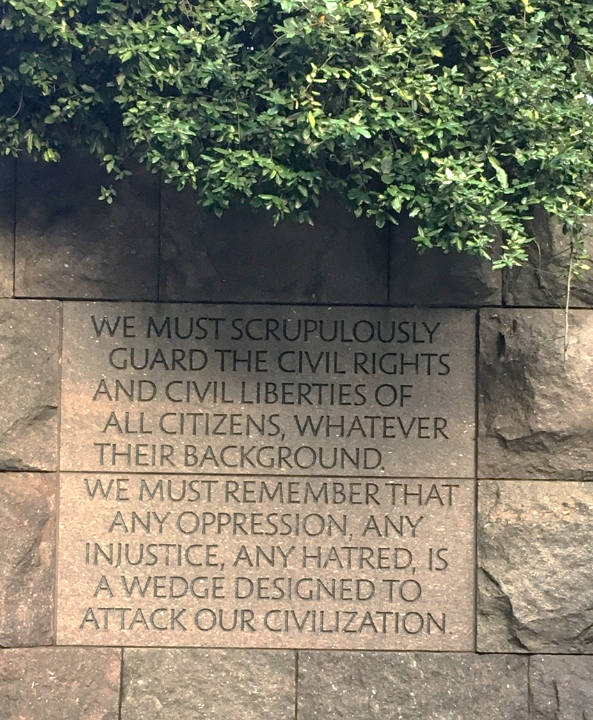 WE MUST SCRUPULOUSLY
GUARD THE CIVIL RIGHTS
AND CIVIL LIBERTIES OF
ALL CITIZENS, WHATEVER
THEIR BACKGROUND.
WE MUST REMEMBER THAT
ANY OPPRESSION, ANY
INJUSTICE, ANY HATRED, IS
A WEDGE DESIGNED TO
ATTACK OUR CIVILIZATION.